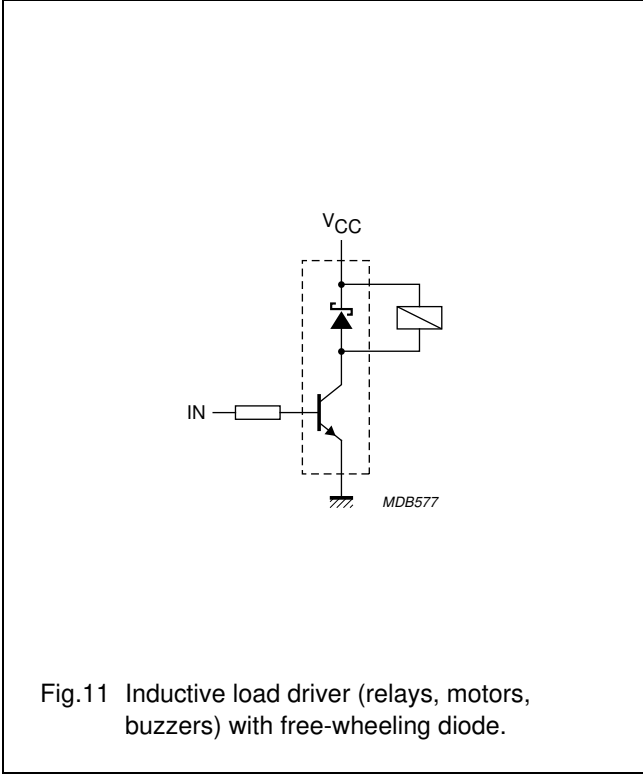 VCC
IN
MDB577
Fig.11 Inductive load driver (relays, motors,
buzzers) with free-wheeling diode.